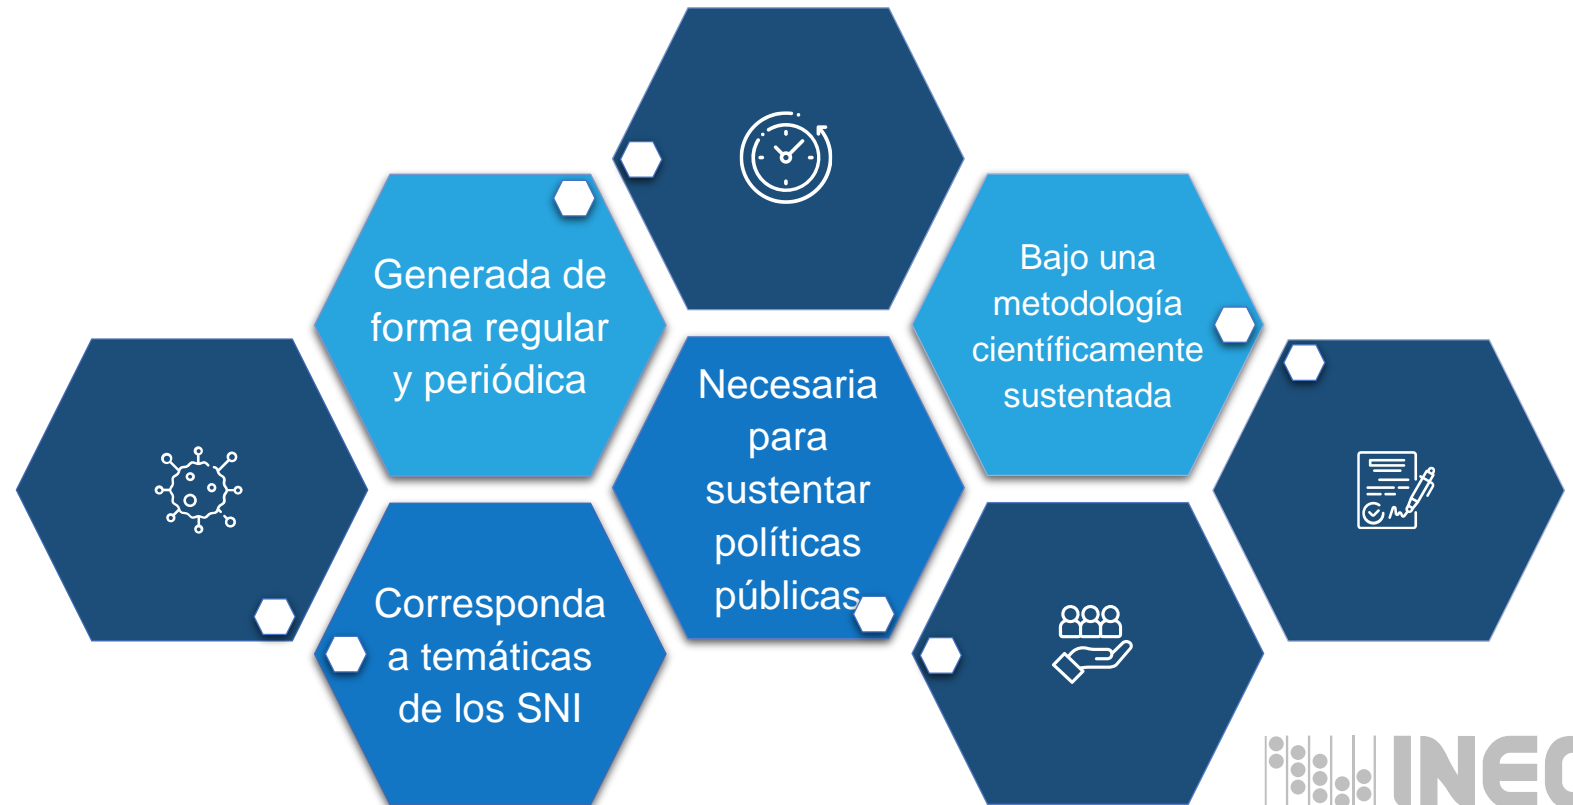 Generada de
forma regular
y periódica
Bajo una
metodología
científicamente
sustentada
Necesaria
para
sustentar
políticas
públicas
Corresponda
a temáticas
de los SNI